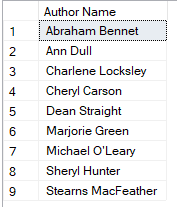 Author Name
1 Abraham Bennet
2 Ann Dull
3 Charlene Locksley
4 Cheryl Carson
5 Dean Straight
6 Marjorie Green
7 Michael O'Leary
8 Sheryl Hunter
9 Stearns MacFeather